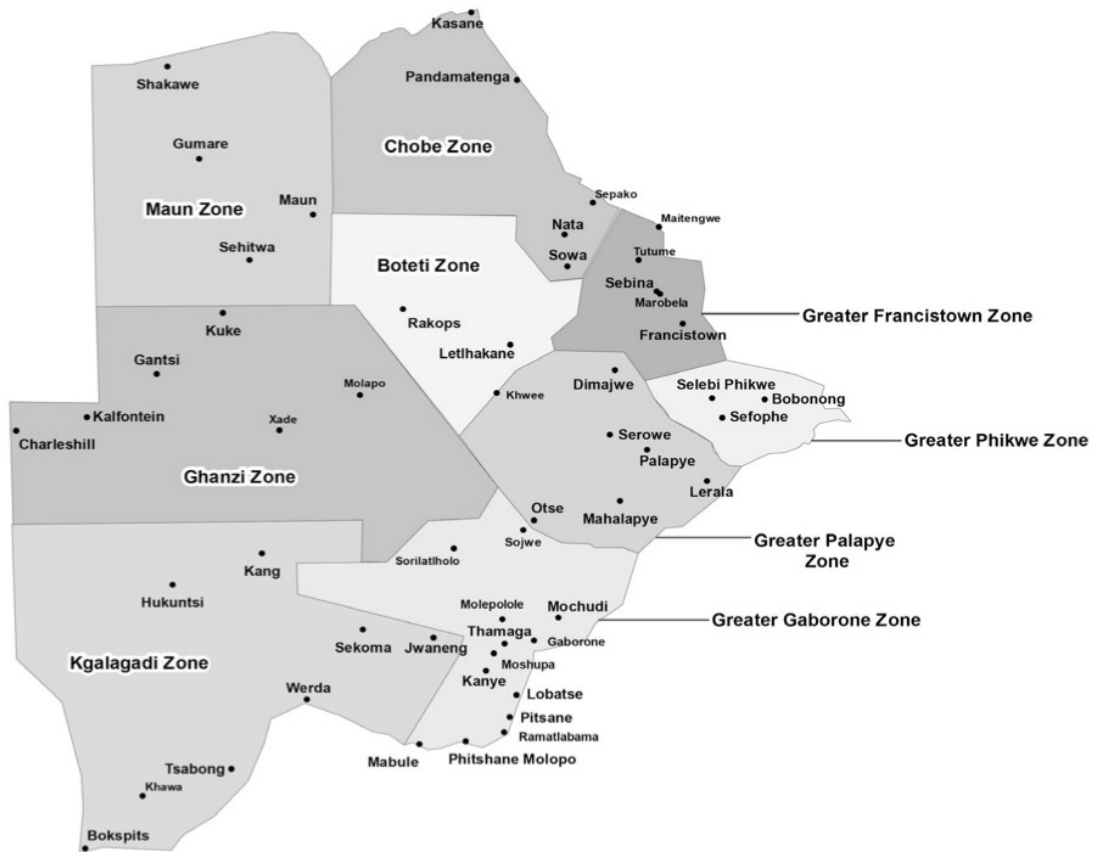 Kasane
Shakawe
Pandamatenga
Gumare
Chobe Zone
Maun
Maun Zone
Sepako
Maitengwe
Nata
Sehitwa
Sowa
Tutume
Boteti Zone
Sebina
Marobela
Rakops
Greater Francistown Zone
Kuke
Francistown
Letlhakane
Gantsi
Molapo
Dimajwe
Selebi Phikwe
Khwee
Bobonong
Kalfontein
Xade
Sefophe
Charleshill
Serowe
Greater Phikwe Zone
Palapye
Ghanzi Zone
Lerala
Otse
Mahalapye
Sojwe
Greater Palapye
Zone
Sorilatlholo
Kang
Hukuntsi
Molepolole
Mochudi
Greater Gaborone Zone
Thamaga
Gaborone
Sekoma
Jwaneng
Kgalagadi Zone
Moshupa
Kanye
Werda
Lobatse
Pitsane
Ramatlabama
Mabule
Phitshane Molopo
Tsabong
Khawa
Bokspits